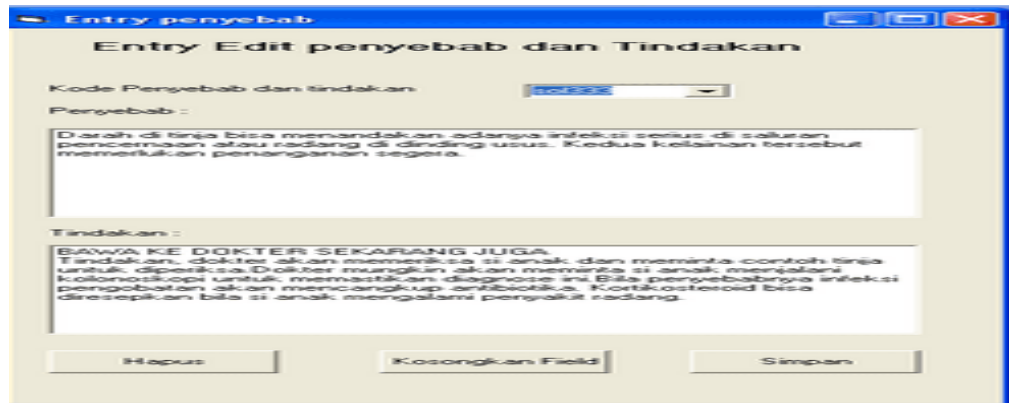 Entry penyebab
Entry Edit penyebab dan Tindakan
Kode Penyebab dan tindakan
Penyebab :
Darah di tinja bisa menandakan adanya infeksi serius di saluran
pencernaan atau radang di dinding usus. Kedua kelainan tersebut
memerlukan penanganan segera.
Tindakan :
BAWA KE DOKTER SEKARANG JUGA
Tindakan, dokter akam memeriksa si anak dan meminta contoh tinja
untuk diperiksa.Dokter mungkin akan meminta si anak menjalani
kolonoskopi untuk memastikan diagnose ini.Bila penyebabnya infeksi
pengobatan akan mencangkup antibiotika. Kortikosteroid bisa
diresepkan bila si anak mengalami penyakit radang.
Hapus
Kosongkan Field
Simpan